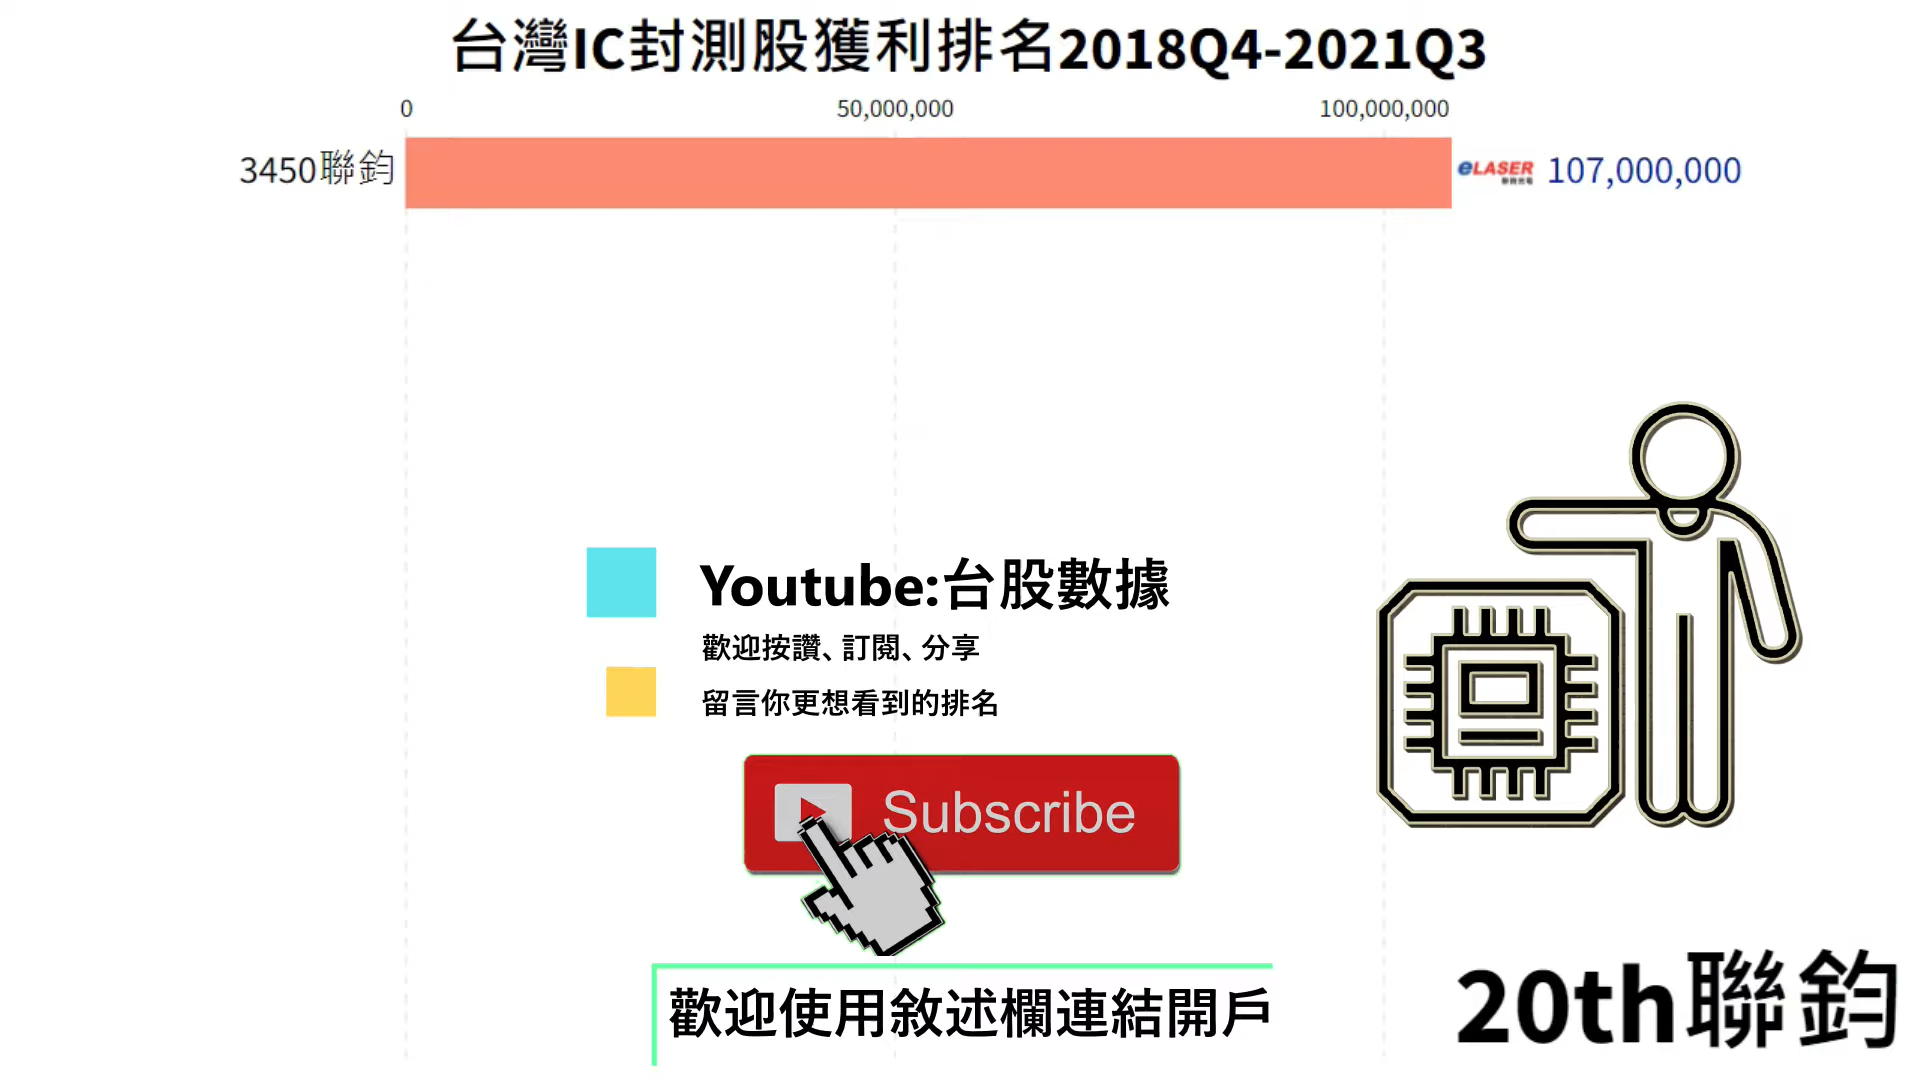 台灣IC封測股獲利排名2018Q4-2021Q3
0 50,000,000 100,000,000
3450聯鈞 eLASER 107,000,000
Youtube:台股數據
歡迎按讚、訂閱、分享
留言你更想看到的排名
Subscribe
歡迎使用敘述欄連結開戶
20th聯鈞